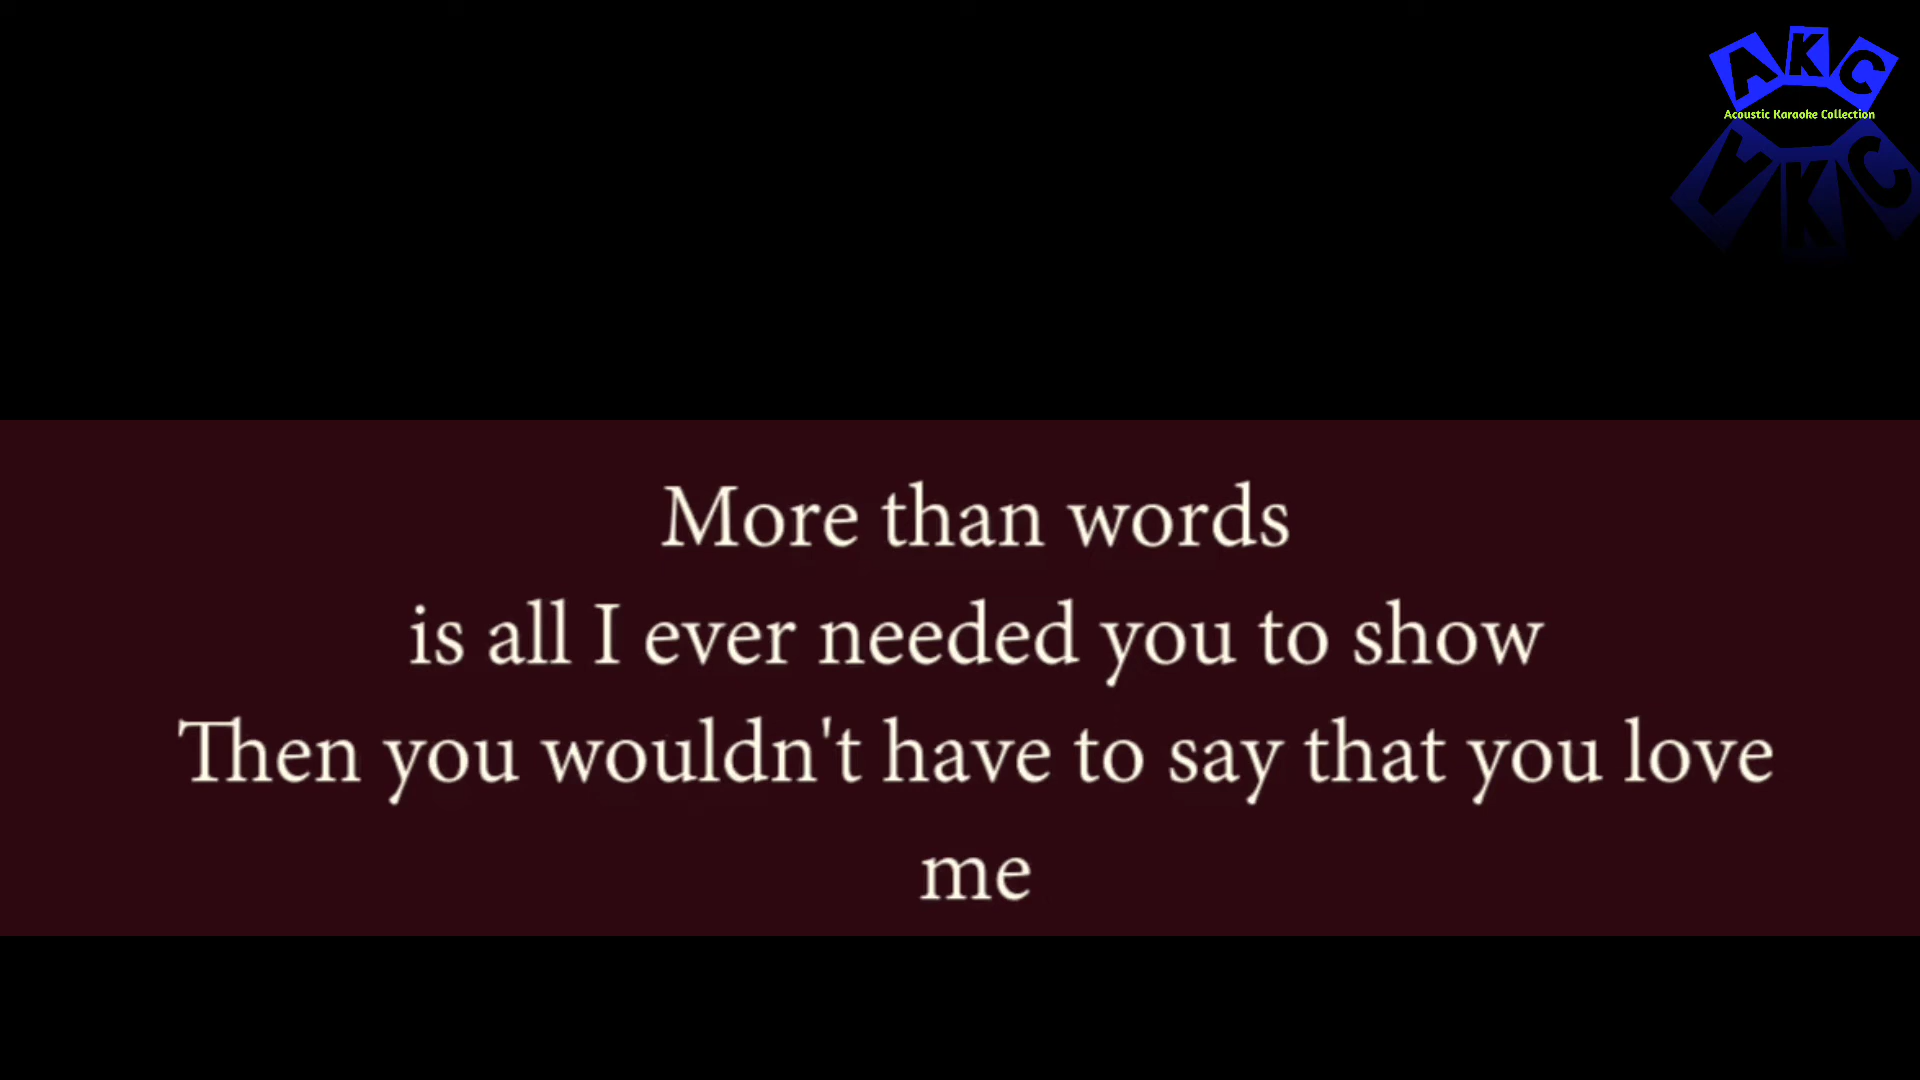 AKC
Acoustic Karaoke Collection
AKC
More than words
is all I ever needed you to show
Then you wouldn't have to say that you love
me